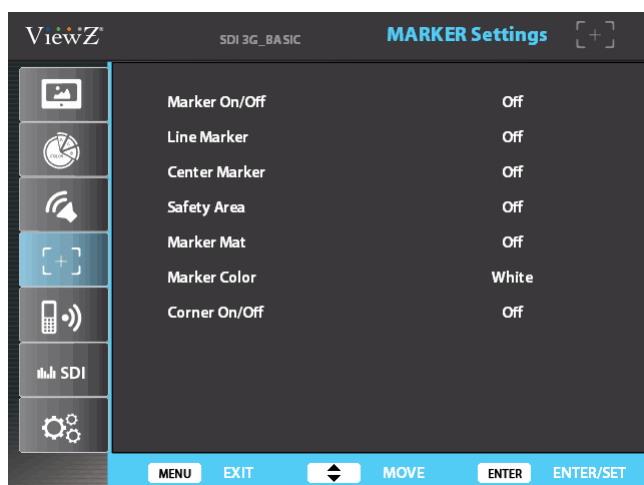 ViewZ® SDI 3G_BASIC MARKER Settings
Marker On/Off Off
Line Marker Off
Center Marker Off
Safety Area Off
Marker Mat Off
Marker Color White
Corner On/Off Off
COLOR
SDI
MENU EXIT MOVE ENTER ENTER/SET